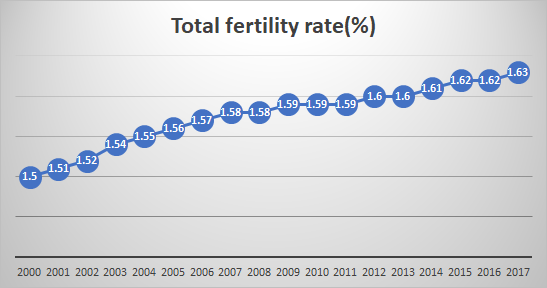 Total fertility rate(%)
1.5 1.51 1.52 1.54 1.55 1.56 1.57 1.58 1.58 1.59 1.59 1.59 1.6 1.6 1.61 1.62 1.62 1.63
2000 2001 2002 2003 2004 2005 2006 2007 2008 2009 2010 2011 2012 2013 2014 2015 2016 2017